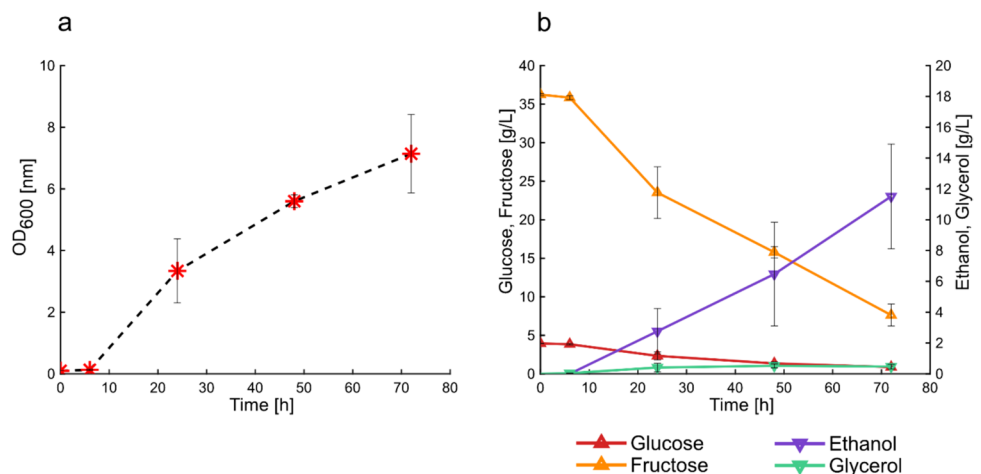 a
10
8
6
4
2
0
OD600 [nm]
0 10 20 30 40 50 60 70 80
Time [h]
b
40
35
30
25
20
15
10
5
0
Glucose, Fructose [g/L]
20
18
16
14
12
10
8
6
4
2
0
Ethanol, Glycerol [g/L]
0 10 20 30 40 50 60 70 80
Time [h]
Glucose Ethanol
Fructose Glycerol